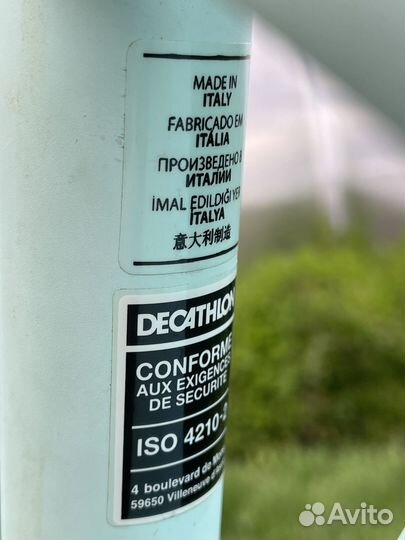 MADE IN
ITALY
FABRICADO EM
ITÁLIA
ПРОИЗВЕДЕНО В
ИТАЛИИ
İMAL EDILDIĞI YER
İTALYA
意大利制造
DECATHLON
CONFORME
AUX EXIGENCES
DE SECURITE
ISO 4210-2
4 boulevard de
59650 Villeneuve
Avito